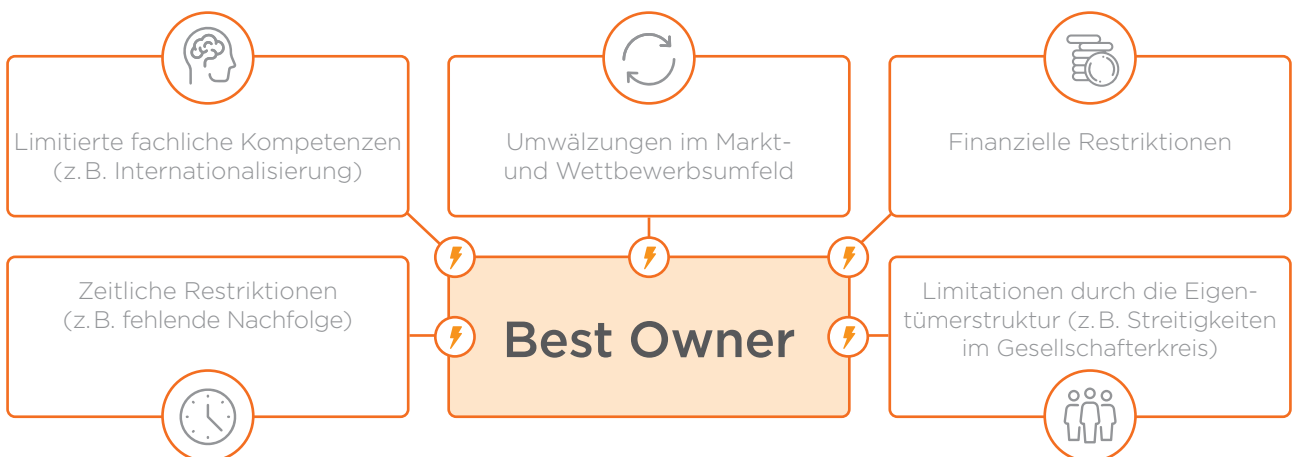 Limitierte fachliche Kompetenzen
(z. B. Internationalisierung)
Umwälzungen im Markt-
und Wettbewerbsumfeld
Finanzielle Restriktionen
Zeitliche Restriktionen
(z. B. fehlende Nachfolge)
Best Owner
Limitationen durch die Eigen-
tümerstruktur (z. B. Streitigkeiten
im Gesellschafterkreis)